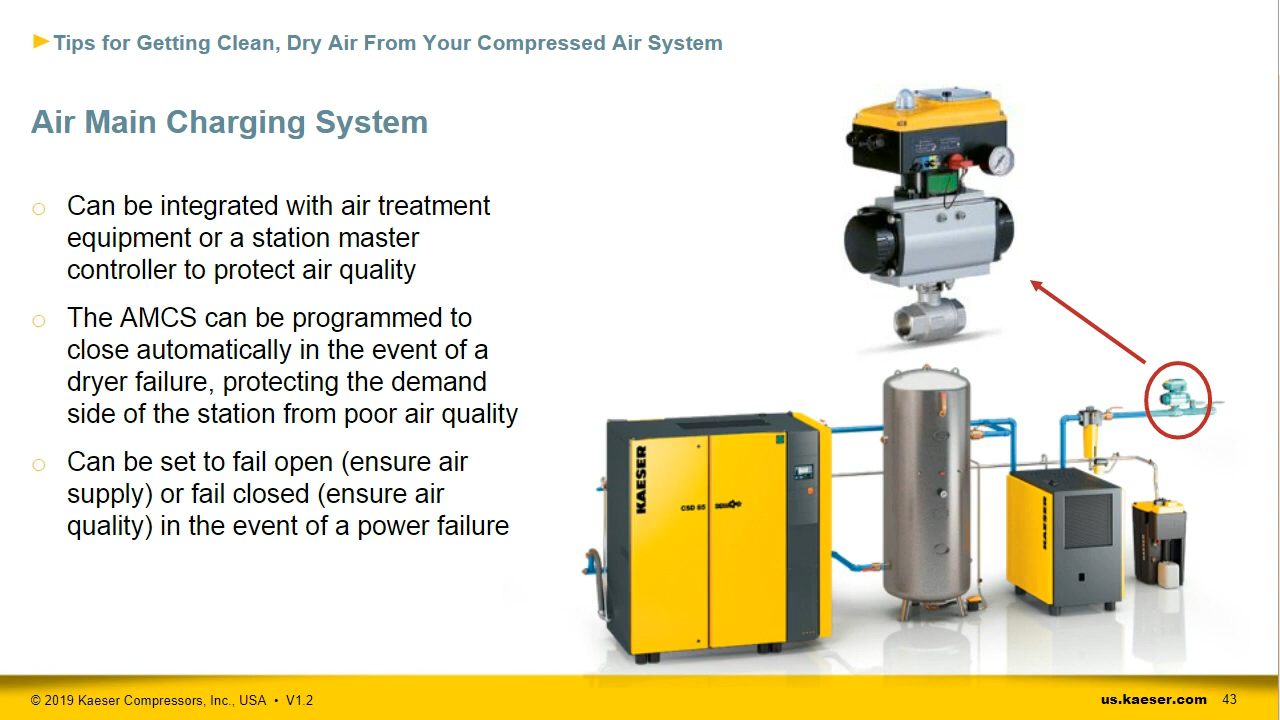 Tips for Getting Clean, Dry Air From Your Compressed Air System
Air Main Charging System
Can be integrated with air treatment
equipment or a station master
controller to protect air quality
The AMCS can be programmed to
close automatically in the event of a
dryer failure, protecting the demand
side of the station from poor air quality
Can be set to fail open (ensure air
supply) or fail closed (ensure air
quality) in the event of a power failure
KAESER
CSD 85
KAESER
KAESER
© 2019 Kaeser Compressors, Inc., USA • V1.2
us.kaeser.com 43